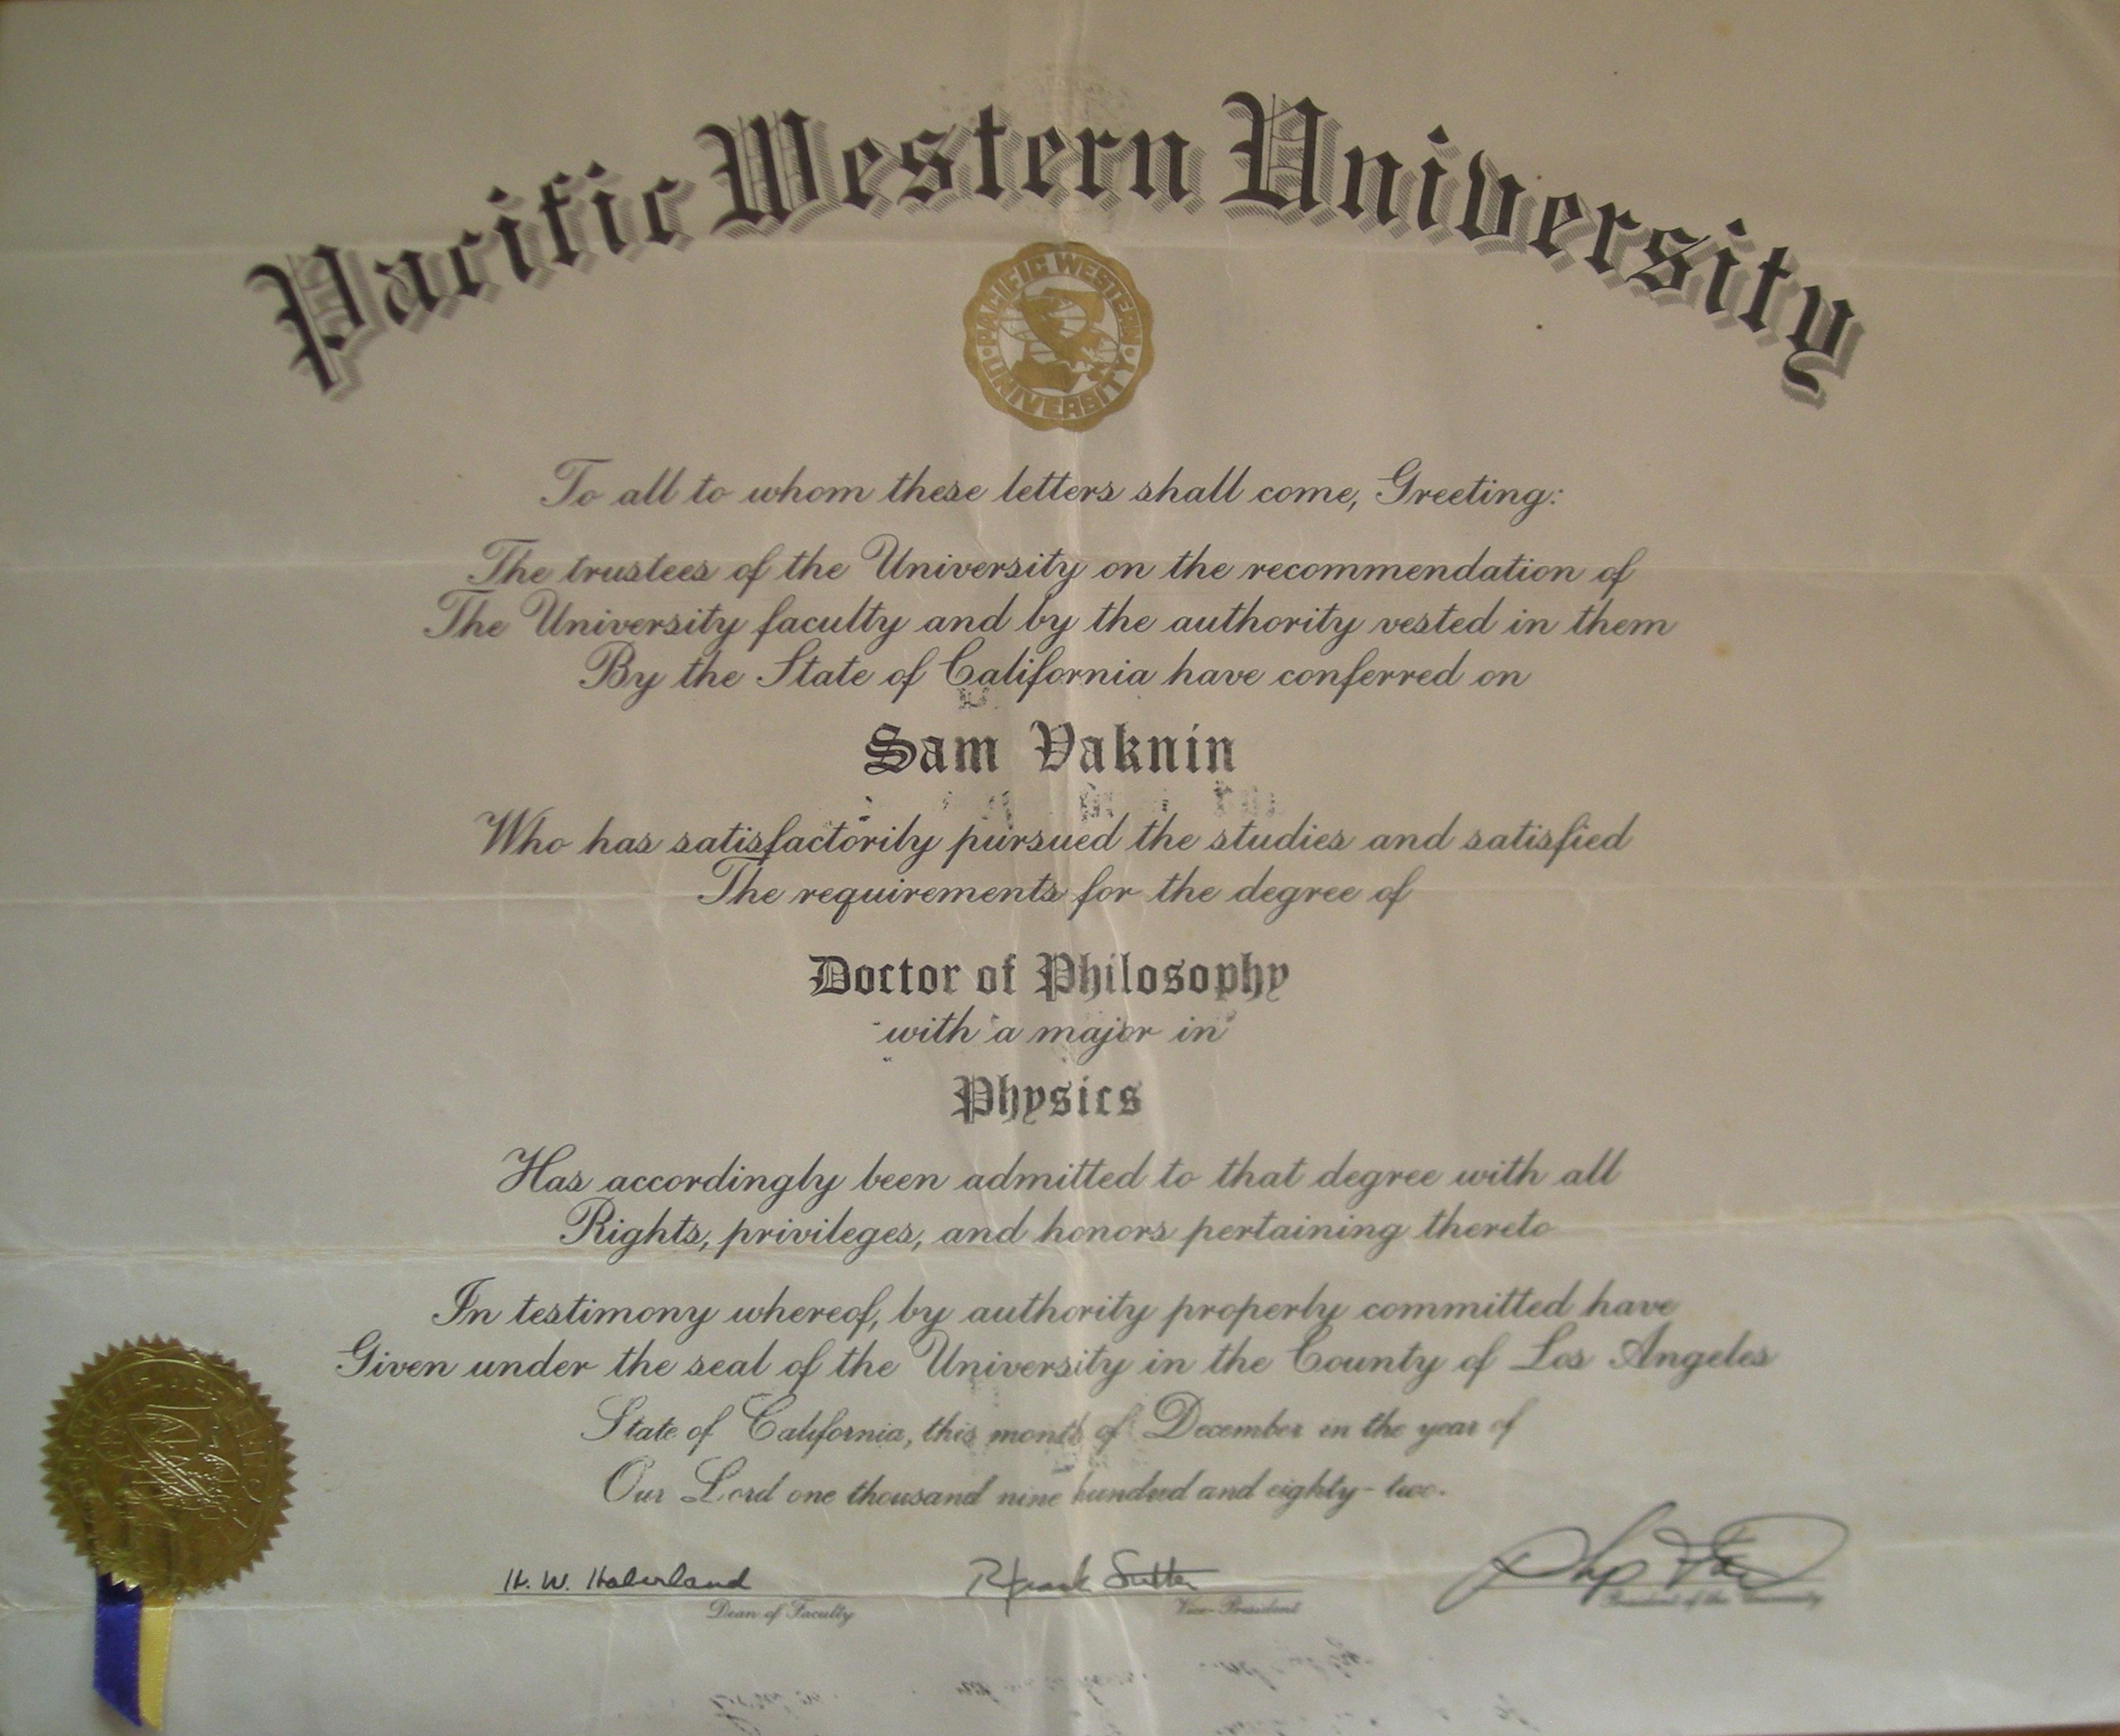 Pacific Western University
PACIFIC WESTERN
UNIVERSITY
To all to whom these letters shall come, Greeting:
The trustees of the University on the recommendation of
The University faculty and by the authority vested in them
By the State of California have conferred on
Sam Vaknin
Who has satisfactorily pursued the studies and satisfied
The requirements for the degree of
Doctor of Philosophy
with a major in
Physics
Has accordingly been admitted to that degree with all
Rights, privileges, and honors pertaining thereto
In testimony whereof, by authority properly committed have
Given under the seal of the University in the County of Los Angeles
State of California, this month of December in the year of
Our Lord one thousand nine hundred and eighty-two.
H. W. Haberland
Dean of Faculty
Vice-President
President of the University